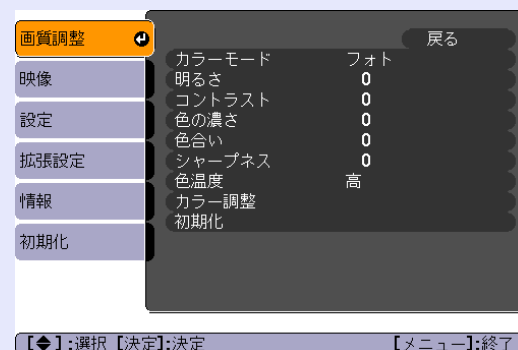 画質調整
映像
設定
拡張設定
情報
初期化
戻る
カラーモード フォト
明るさ 0
コントラスト 0
色の濃さ 0
色合い 0
シャープネス 0
色温度 高
カラー調整
初期化
【◆】:選択 【決定】:決定 【メニュー】:終了